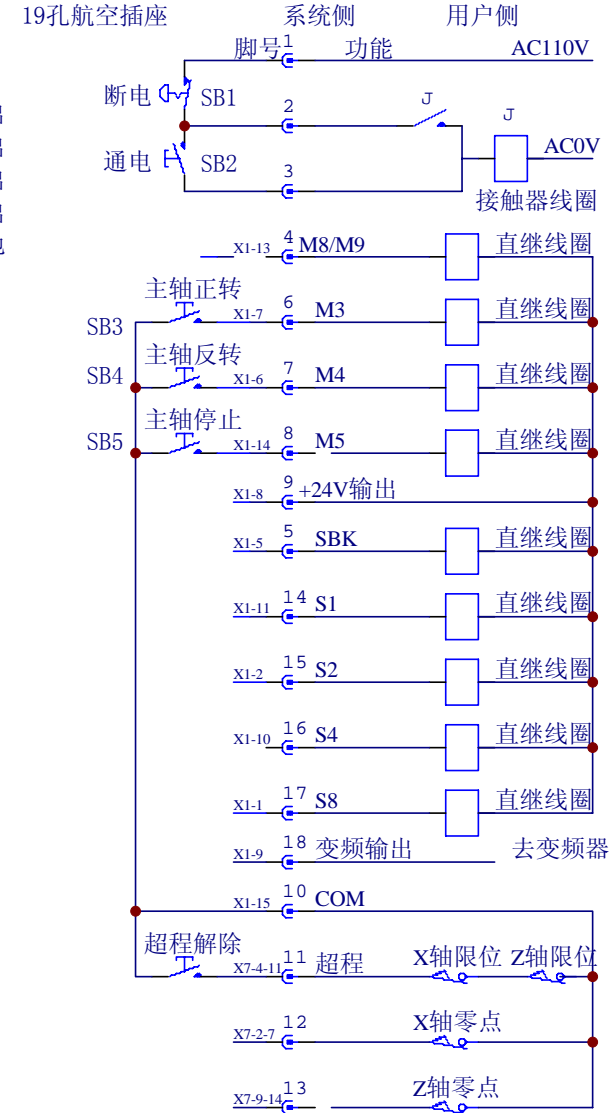 19孔航空插座 系统侧 用户侧
脚号 1 功能 AC110V
断电 SB1
2 J J
通电 SB2 AC0V
3
接触器线圈
X1-13 4 M8/M9 直继线圈
主轴正转
SB3 X1-7 6 M3 直继线圈
主轴反转
SB4 X1-6 7 M4 直继线圈
主轴停止
SB5 X1-14 8 M5 直继线圈
X1-8 9 +24V输出
X1-5 5 SBK 直继线圈
X1-11 14 S1 直继线圈
X1-2 15 S2 直继线圈
X1-10 16 S4 直继线圈
X1-1 17 S8 直继线圈
X1-9 18 变频输出 去变频器
X1-15 10 COM
超程解除
X7-4-11 11 超程 X轴限位 Z轴限位
X7-2-7 12 X轴零点
X7-9-14 13 Z轴零点